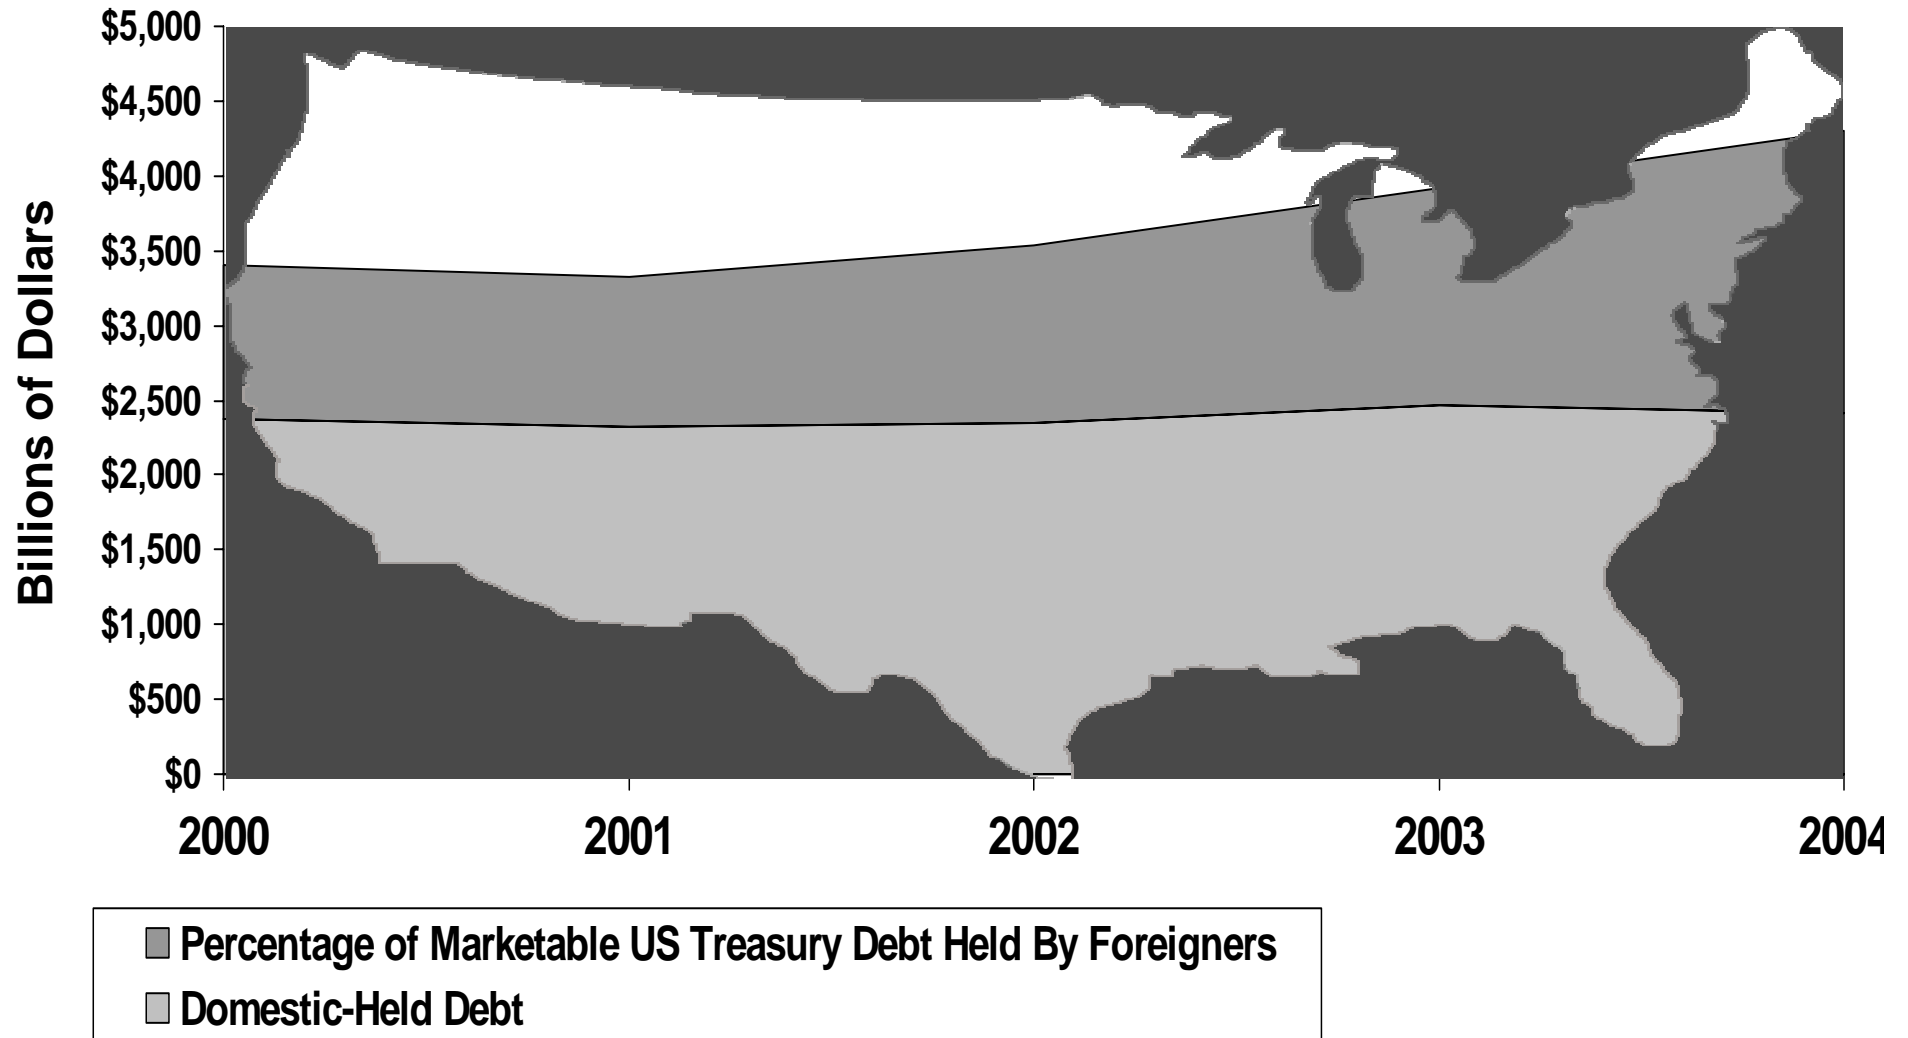 $5,000
$4,500
$4,000
$3,500
$3,000
$2,500
$2,000
$1,500
$1,000
$500
$0
Billions of Dollars
2000 2001 2002 2003 2004
Percentage of Marketable US Treasury Debt Held By Foreigners
Domestic-Held Debt